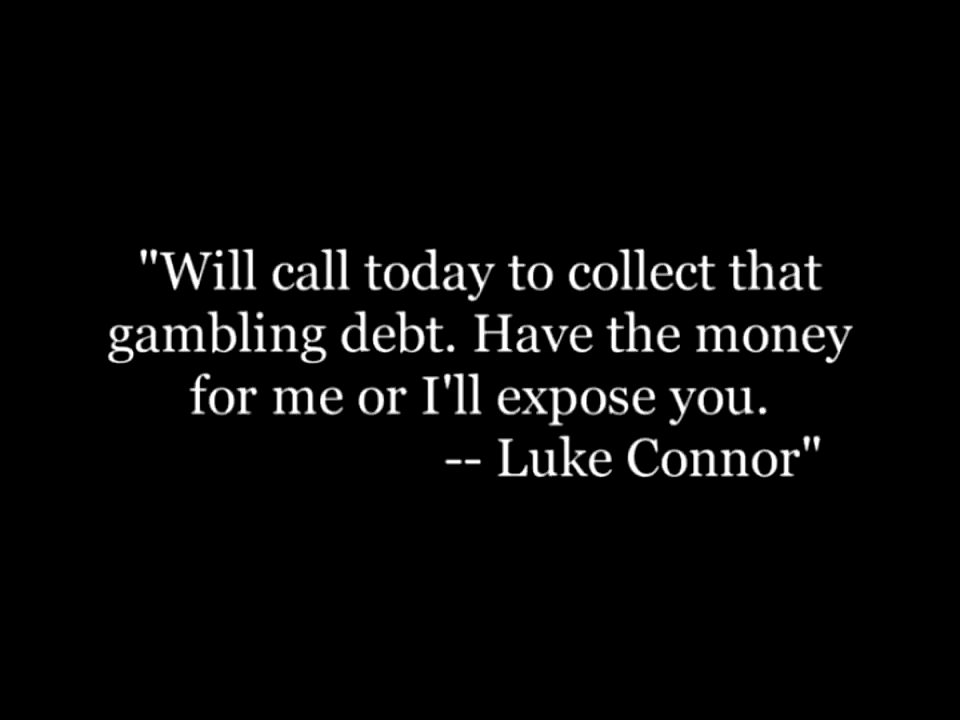 "Will call today to collect that
gambling debt. Have the money
for me or I'll expose you.
-- Luke Connor"